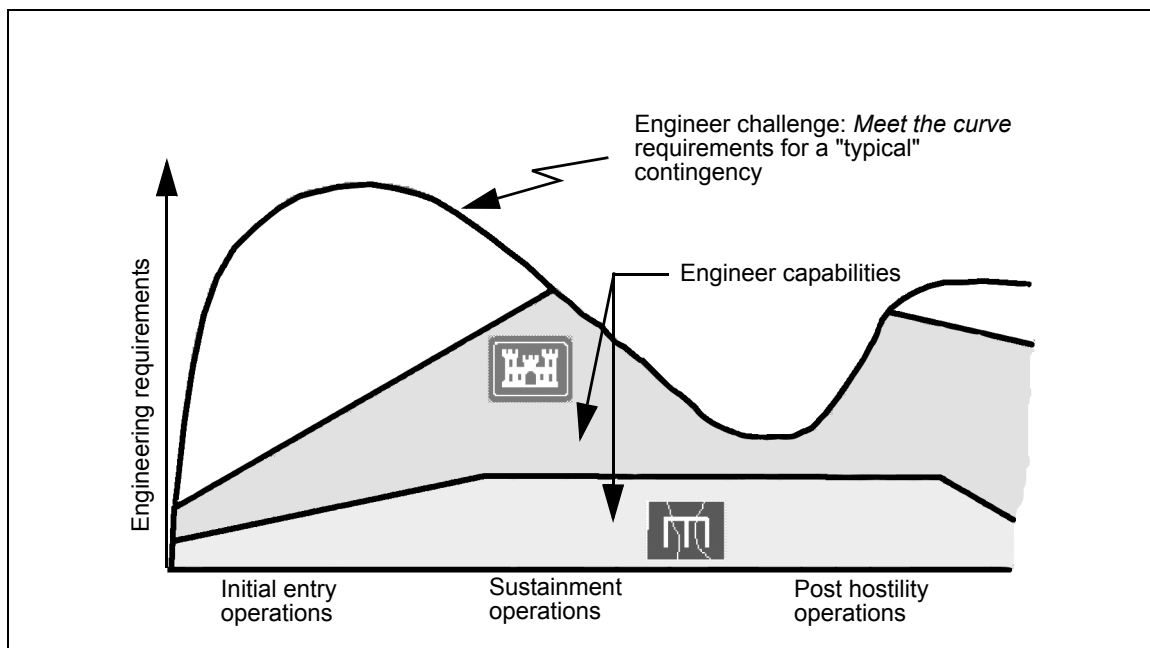 Engineer challenge: Meet the curve
requirements for a "typical"
contingency
Engineer capabilities
Engineering requirements
Initial entry
operations
Sustainment
operations
Post hostility
operations